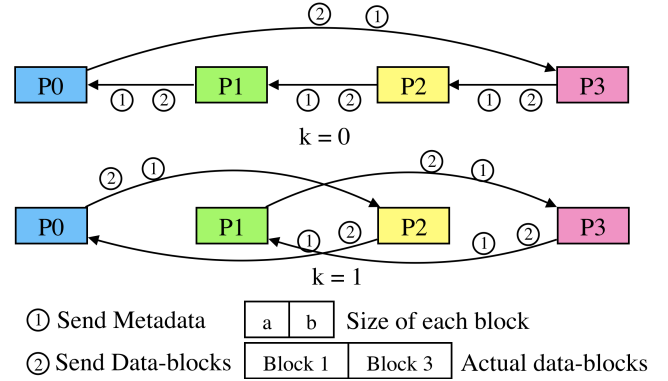 ② ①
P0 P1 P2 P3
① ② ① ② ① ②
k = 0
② ① ② ①
P0 P1 P2 P3
① ② ① ②
k = 1
① Send Metadata a b Size of each block
② Send Data-blocks Block 1 Block 3 Actual data-blocks